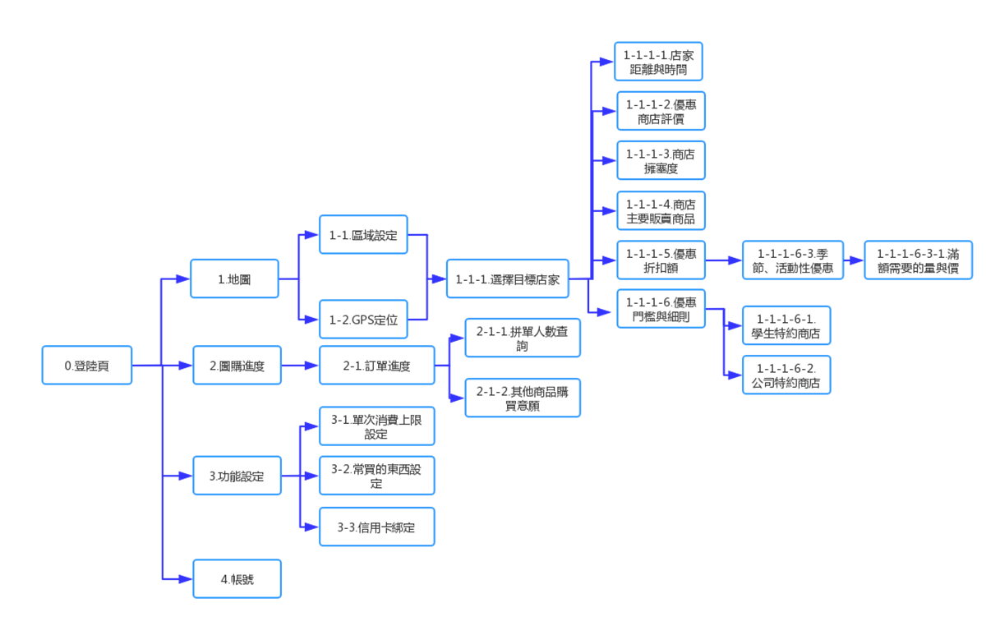 0.登陸頁
1.地圖
1-1.區域設定
1-2.GPS定位
1-1-1.選擇目標店家
1-1-1-1.店家
距離與時間
1-1-1-2.優惠
商店評價
1-1-1-3.商店
擁塞度
1-1-1-4.商店
主要販賣商品
1-1-1-5.優惠
折扣額
1-1-1-6-3.季
節、活動性優惠
1-1-1-6-3-1.滿
額需要的量與價
1-1-1-6.優惠
門檻與細則
1-1-1-6-1.
學生特約商店
1-1-1-6-2.
公司特約商店
2.團購進度
2-1.訂單進度
2-1-1.拼單人數查
詢
2-1-2.其他商品購
買意願
3.功能設定
3-1.單次消費上限
設定
3-2.常買的東西設
定
3-3.信用卡綁定
4.帳號